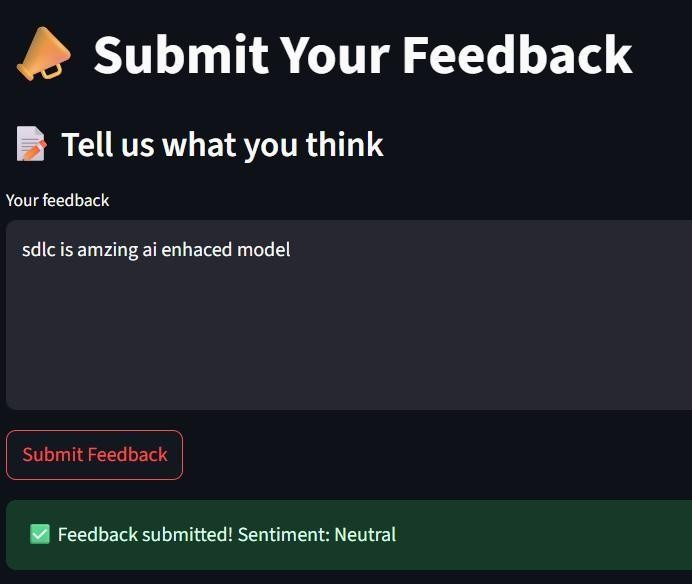 Submit Your Feedback
Tell us what you think
Your feedback
sdlc is amzing ai enhaced model
Submit Feedback
Feedback submitted! Sentiment: Neutral